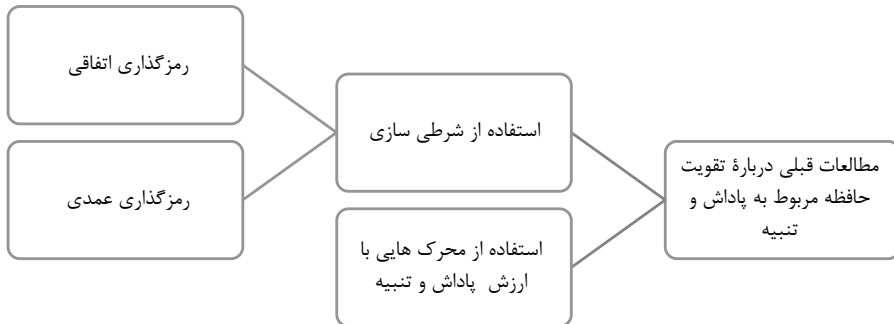 مطالعات قبلی دربارۀ تقویت
حافظه مربوط به پاداش و
تنبیه
استفاده از شرطی سازی
رمزگذاری اتفاقی
رمزگذاری عمدی
استفاده از محرک هایی با
ارزش پاداش و تنبیه